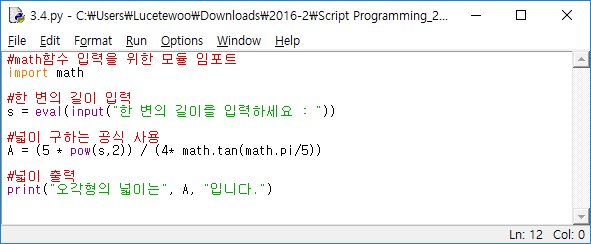 3.4.py - C:₩Users₩Lucetewoo₩Downloads₩2016-2₩Script Programming_2...
File Edit Format Run Options Window Help
#math함수 입력을 위한 모듈 임포트
import math
#한 변의 길이 입력
s = eval(input("한 변의 길이를 입력하세요 : "))
#넓이 구하는 공식 사용
A = (5 * pow(s,2)) / (4* math.tan(math.pi/5))
#넓이 출력
print("오각형의 넓이는", A, "입니다.")
Ln: 12 Col: 0